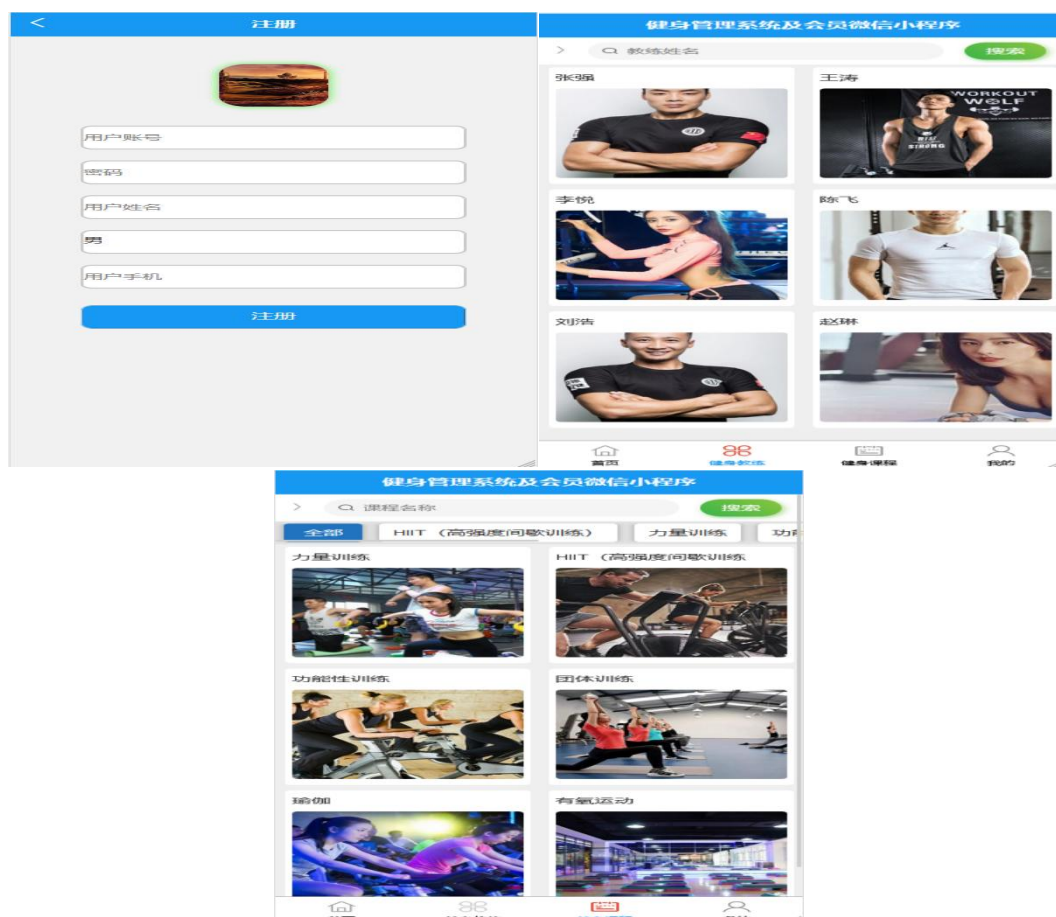 注册
用户账号
密码
用户姓名
男
用户手机
注册
健身管理系统及会员微信小程序
教练姓名
搜索
张强
王涛
WORKOUT
WOLF
STRONG
李悦
陈飞
刘浩
赵琳
首页
健身教练
健身课程
我的
健身管理系统及会员微信小程序
课程名称
搜索
全部
HIIT（高强度间歇训练）
力量训练
力量训练
HIIT（高强度间歇训练
功能性训练
团体训练
瑜伽
有氧运动